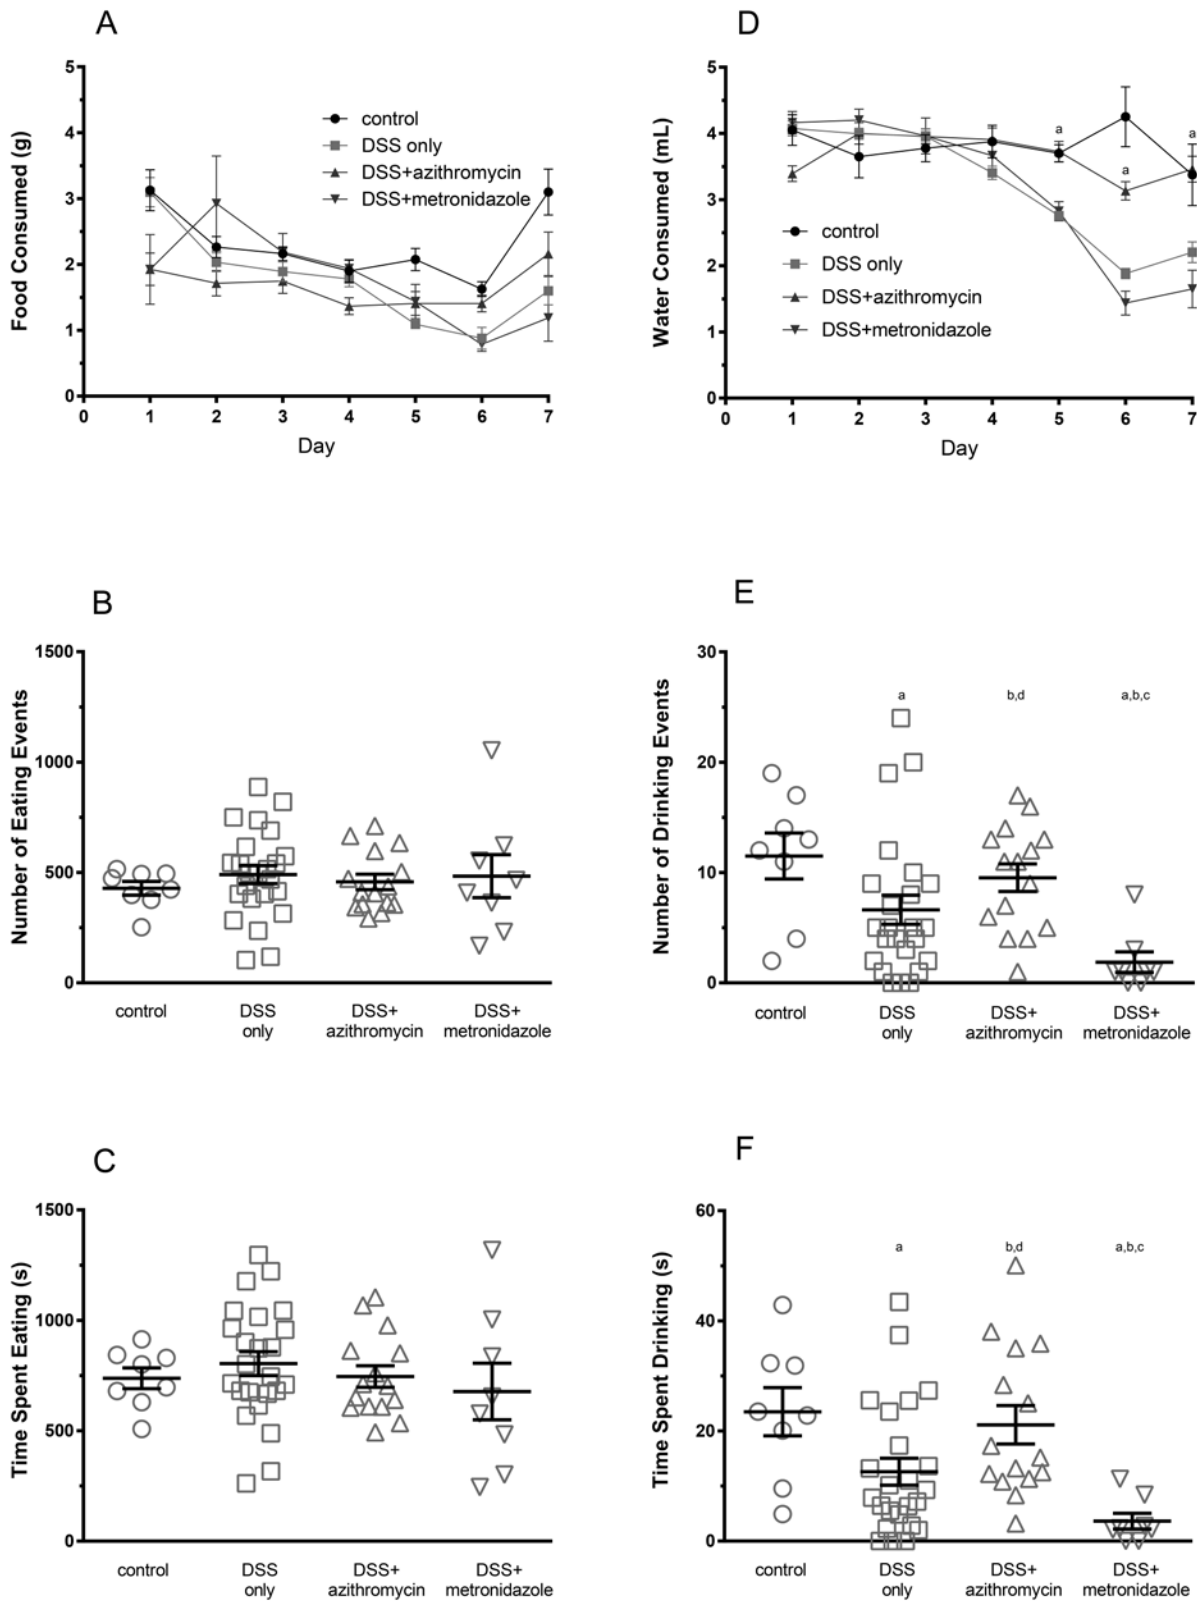 A
Food Consumed (g)
5
4
3
2
1
0
control
DSS only
DSS+azithromycin
DSS+metronidazole
0 1 2 3 4 5 6 7
Day
D
Water Consumed (mL)
5
4
3
2
1
0
a
a
a
control
DSS only
DSS+azithromycin
DSS+metronidazole
0 1 2 3 4 5 6 7
Day
B
Number of Eating Events
1500
1000
500
0
control
DSS
only
DSS+
azithromycin
DSS+
metronidazole
E
Number of Drinking Events
30
20
10
0
a
b,d
a,b,c
control
DSS
only
DSS+
azithromycin
DSS+
metronidazole
C
Time Spent Eating (s)
1500
1000
500
0
control
DSS
only
DSS+
azithromycin
DSS+
metronidazole
F
Time Spent Drinking (s)
60
40
20
0
a
b,d
a,b,c
control
DSS
only
DSS+
azithromycin
DSS+
metronidazole